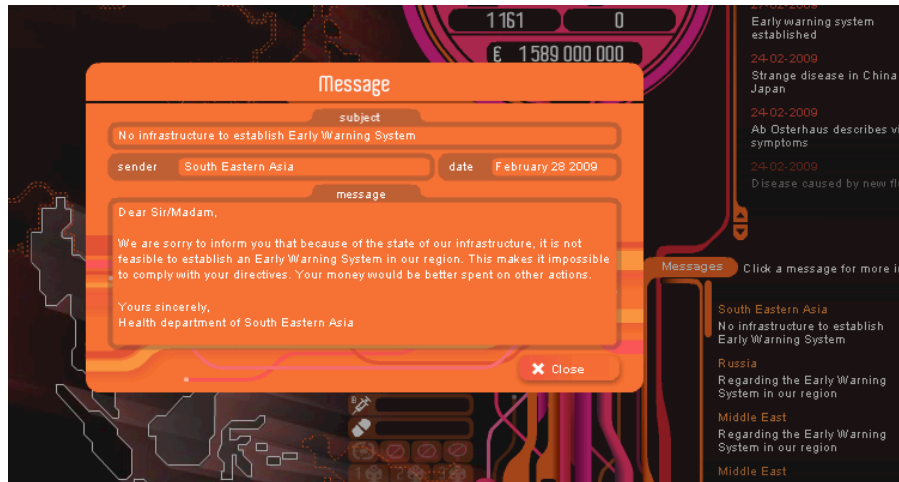 1 161 0
€ 1 589 000 000
Message
subject
No infrastructure to establish Early Warning System
sender South Eastern Asia date February 28 2009
message
Dear Sir/Madam,
We are sorry to inform you that because of the state of our infrastructure, it is not
feasible to establish an Early Warning System in our region. This makes it impossible
to comply with your directives. Your money would be better spent on other actions.
Yours sincerely,
Health department of South Eastern Asia
Close
Early warning system
established
24-02-2009
Strange disease in China
Japan
24-02-2009
Ab Osterhaus describes
symptoms
24-02-2009
Disease caused by new
Messages Click a message for more
South Eastern Asia
No infrastructure to establish
Early Warning System
Russia
Regarding the Early Warning
System in our region
Middle East
Regarding the Early Warning
System in our region
Middle East